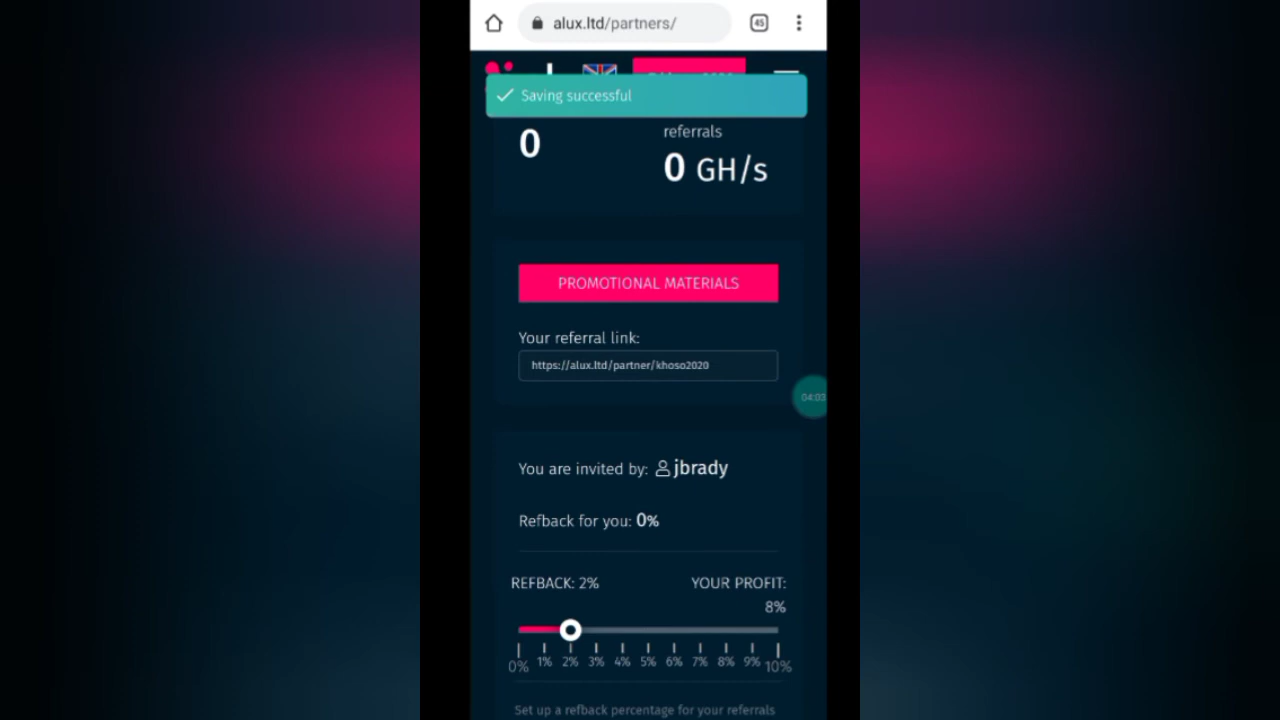 45
alux.ltd/partners/
Saving successful
0
referrals
0 GH/s
PROMOTIONAL MATERIALS
Your referral link:
https://alux.ltd/partner/khoso2020
04:03
You are invited by: jbrady
Refback for you: 0%
REFBACK: 2%
YOUR PROFIT:
8%
0% 1% 2% 3% 4% 5% 6% 7% 8% 9% 10%
Set up a refback percentage for your referrals